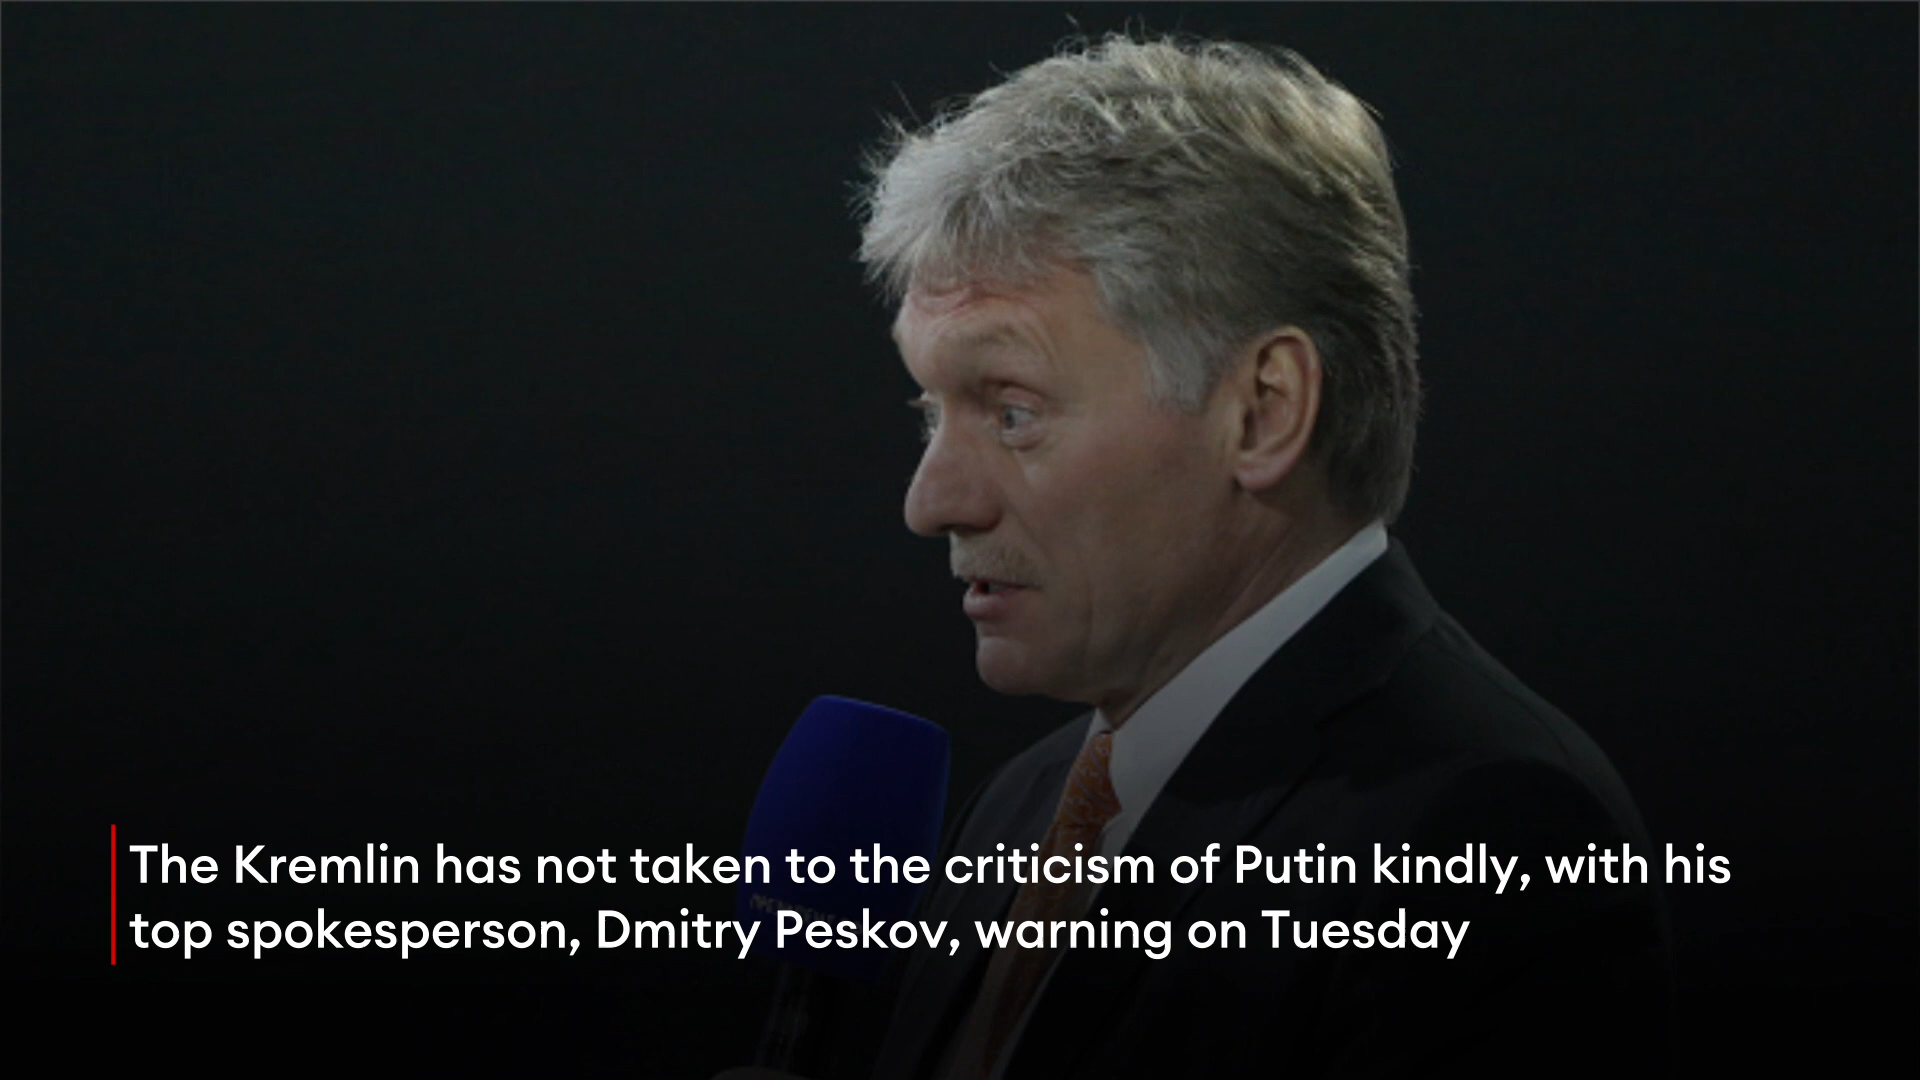 The Kremlin has not taken to the criticism of Putin kindly, with his
top spokesperson, Dmitry Peskov, warning on Tuesday